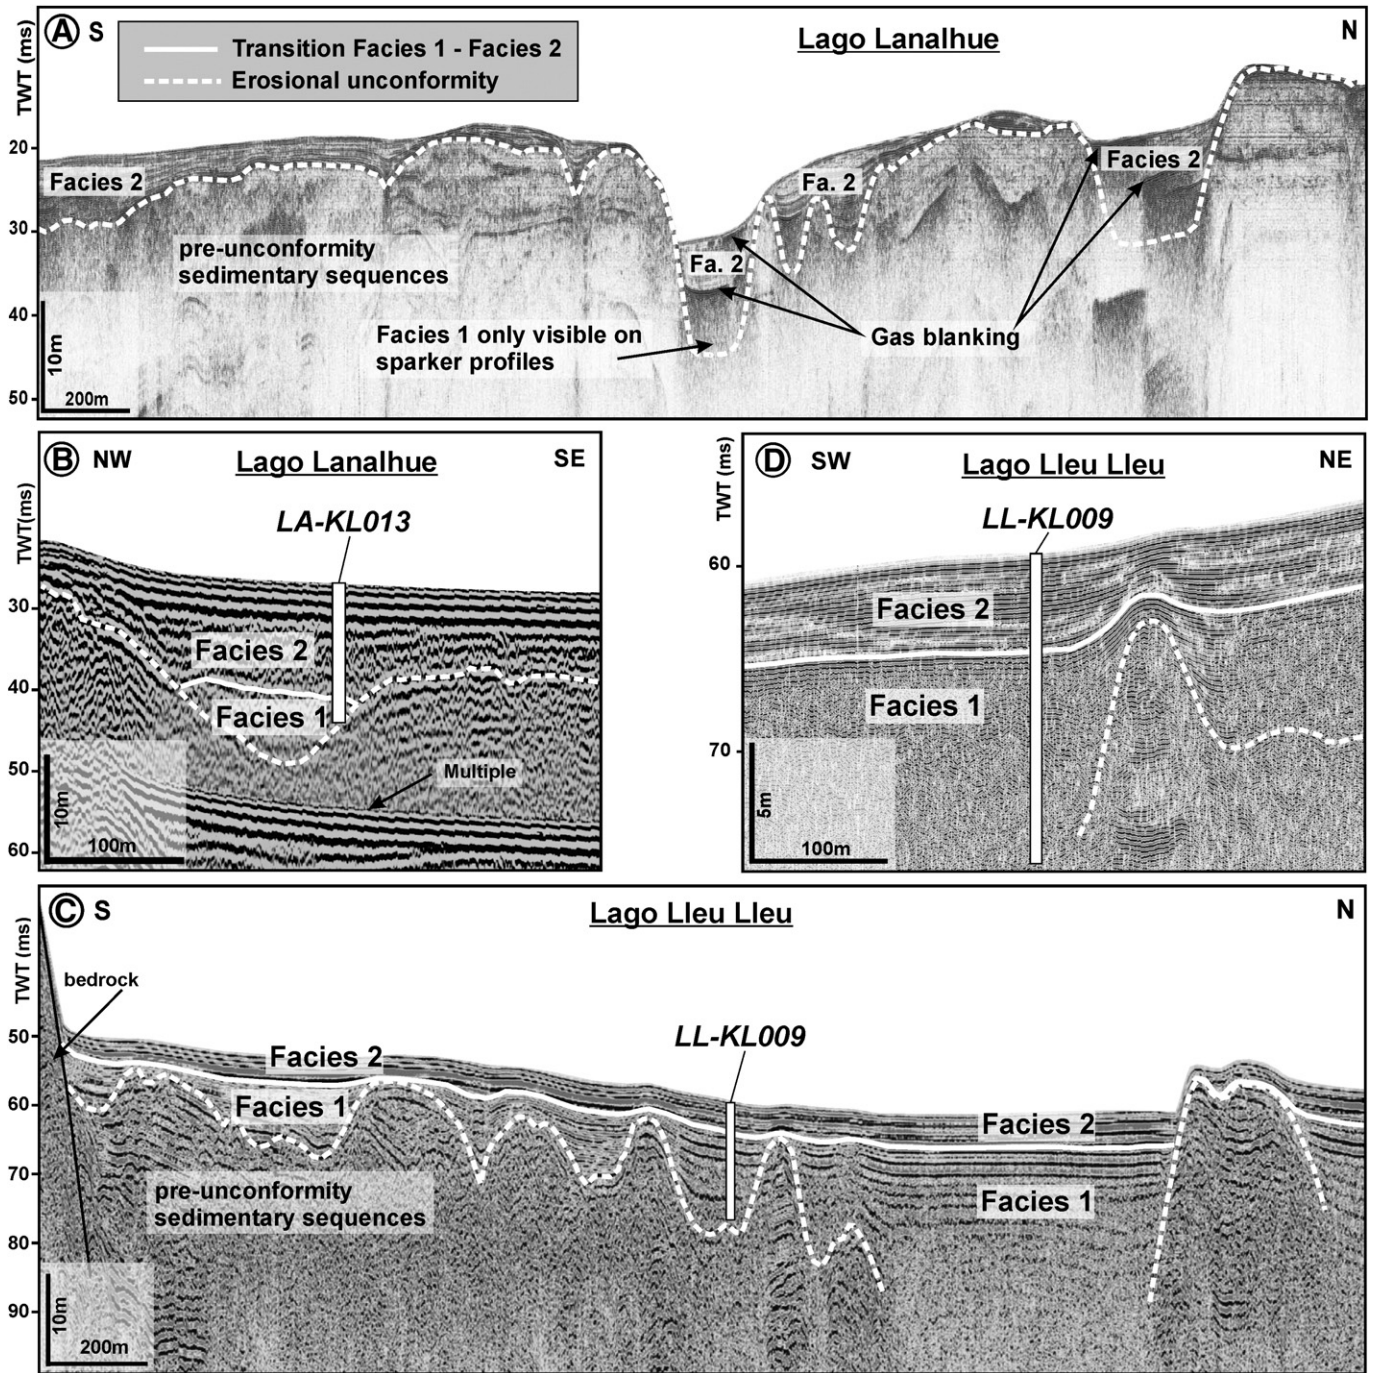 A S
Transition Facies 1 - Facies 2
Erosional unconformity
Lago Lanalhue
N
TWT (ms)
20
30
40
50
Facies 2
pre-unconformity
sedimentary sequences
Fa. 2
Fa. 2
Facies 2
Facies 1 only visible on
sparker profiles
Gas blanking
10m
200m
B NW
Lago Lanalhue
SE
TWT(ms)
30
40
50
60
LA-KL013
Facies 2
Facies 1
Multiple
10m
100m
D SW
Lago Lleu Lleu
NE
TWT (ms)
60
70
LL-KL009
Facies 2
Facies 1
5m
100m
C S
Lago Lleu Lleu
N
TWT (ms)
50
60
70
80
90
bedrock
LL-KL009
Facies 2
Facies 1
Facies 2
Facies 1
pre-unconformity
sedimentary sequences
10m
200m